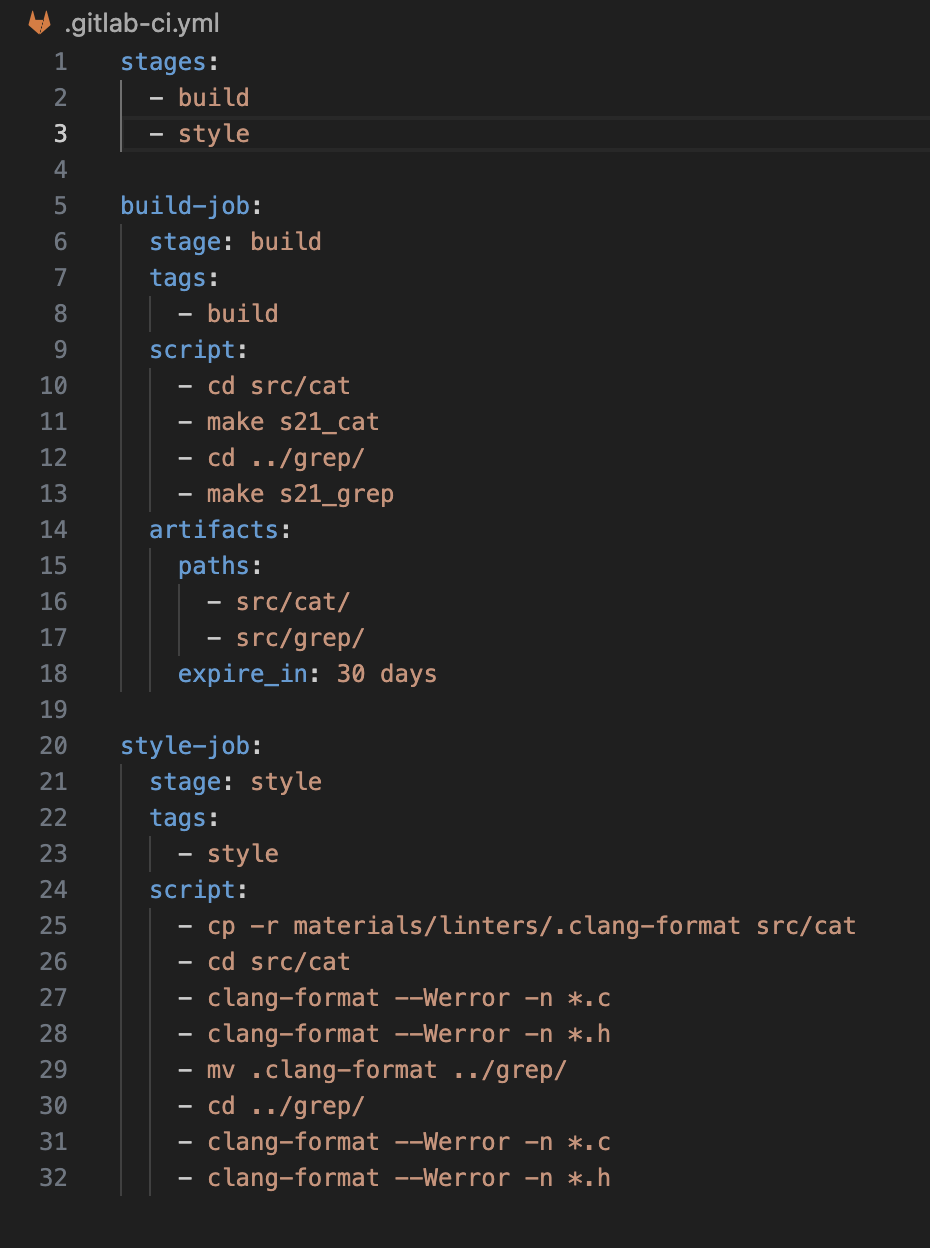 .gitlab-ci.yml
1 stages:
2   - build
3   - style
4
5 build-job:
6   stage: build
7   tags:
8     - build
9   script:
10     - cd src/cat
11     - make s21_cat
12     - cd ../grep/
13     - make s21_grep
14   artifacts:
15     paths:
16       - src/cat/
17       - src/grep/
18     expire_in: 30 days
19
20 style-job:
21   stage: style
22   tags:
23     - style
24   script:
25     - cp -r materials/linters/.clang-format src/cat
26     - cd src/cat
27     - clang-format --Werror -n *.c
28     - clang-format --Werror -n *.h
29     - mv .clang-format ../grep/
30     - cd ../grep/
31     - clang-format --Werror -n *.c
32     - clang-format --Werror -n *.h